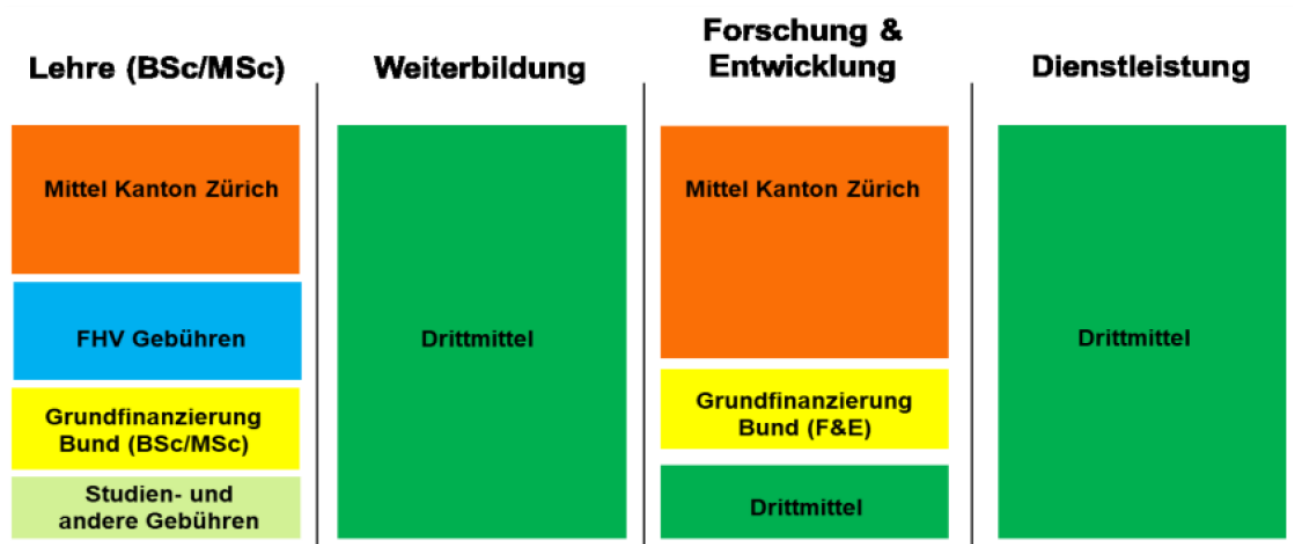 Lehre (BSc/MSc)
Weiterbildung
Forschung &
Entwicklung
Dienstleistung
Mittel Kanton Zürich
FHV Gebühren
Grundfinanzierung
Bund (BSc/MSc)
Studien- und
andere Gebühren
Drittmittel
Mittel Kanton Zürich
Grundfinanzierung
Bund (F&E)
Drittmittel
Drittmittel